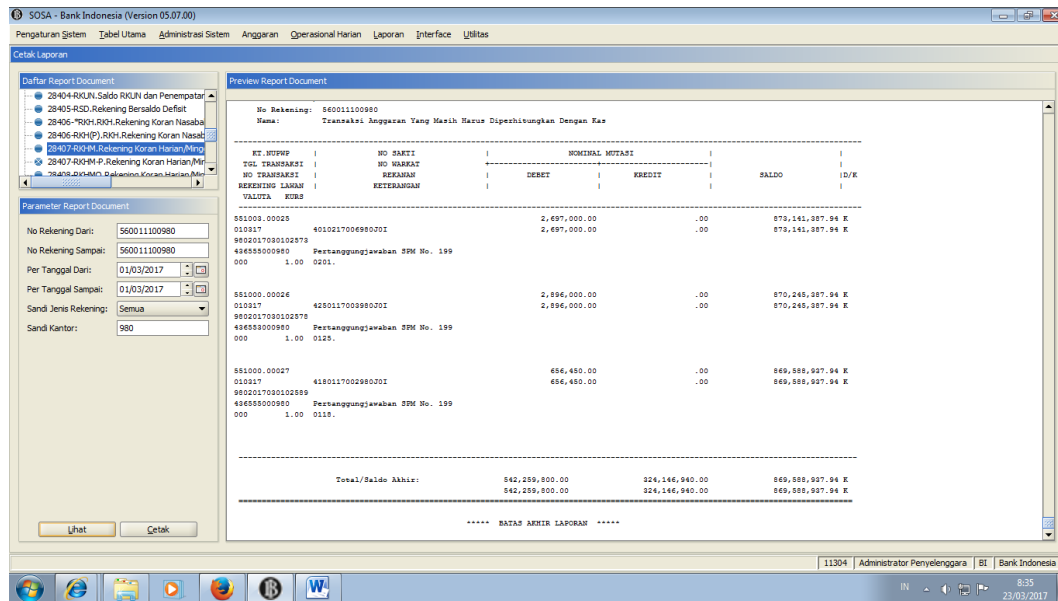 SOSA - Bank Indonesia (Version 05.07.00)
Pengaturan Sistem Tabel Utama Administrasi Sistem Anggaran Operasional Harian Laporan Interface Utilitas
Cetak Laporan
Daftar Report Document
28404-RKUN.Saldo RKUN dan Penempatar
28405-RSD.Rekening Bersaldo Defisit
28406-*RKH.RKH.Rekening Koran Nasaba
28406-RKH(P).RKH.Rekening Koran Nasab
28407-RKHM.Rekening Koran Harian/Ming
28407-RKHM-P.Rekening Koran Harian/Mir
28408-RKHMO.Rekening Koran Harian/Min
Parameter Report Document
No Rekening Dari: 560011100980
No Rekening Sampai: 560011100980
Per Tanggal Dari: 01/03/2017
Per Tanggal Sampai: 01/03/2017
Sandi Jenis Rekening: Semua
Sandi Kantor: 980
Lihat Cetak
Preview Report Document
No Rekening: 560011100980
Nama: Transaksi Anggaran Yang Masih Harus Diperhitungkan Dengan Kas
KT.NUPWP | NO SAKTI | NOMINAL MUTASI | |
TGL TRANSAKSI | NO WARKAT | |
NO TRANSAKSI | REKANAN | DEBET | KREDIT | SALDO |D/K
REKENING LAWAN | KETERANGAN | | | |
VALUTA KURS
551003.00025 2,697,000.00 .00 873,141,387.94 K
010317 4010217006980J0I 2,697,000.00 .00 873,141,387.94 K
9802017030102573
436555000980 Pertanggungjawaban SPM No. 199
000 1.00 0201.
551000.00026 2,896,000.00 .00 870,245,387.94 K
010317 4250117003980J0I 2,896,000.00 .00 870,245,387.94 K
9802017030102578
436553000980 Pertanggungjawaban SPM No. 199
000 1.00 0125.
551000.00027 656,450.00 .00 869,588,937.94 K
010317 4180117002980J0I 656,450.00 .00 869,588,937.94 K
9802017030102589
436555000980 Pertanggungjawaban SPM No. 199
000 1.00 0118.
Total/Saldo Akhir: 542,259,800.00 324,146,940.00 869,588,937.94 K
542,259,800.00 324,146,940.00 869,588,937.94 K
***** BATAS AKHIR LAPORAN *****
11304 Administrator Penyelenggara BI Bank Indonesia
IN 8:35
23/03/2017